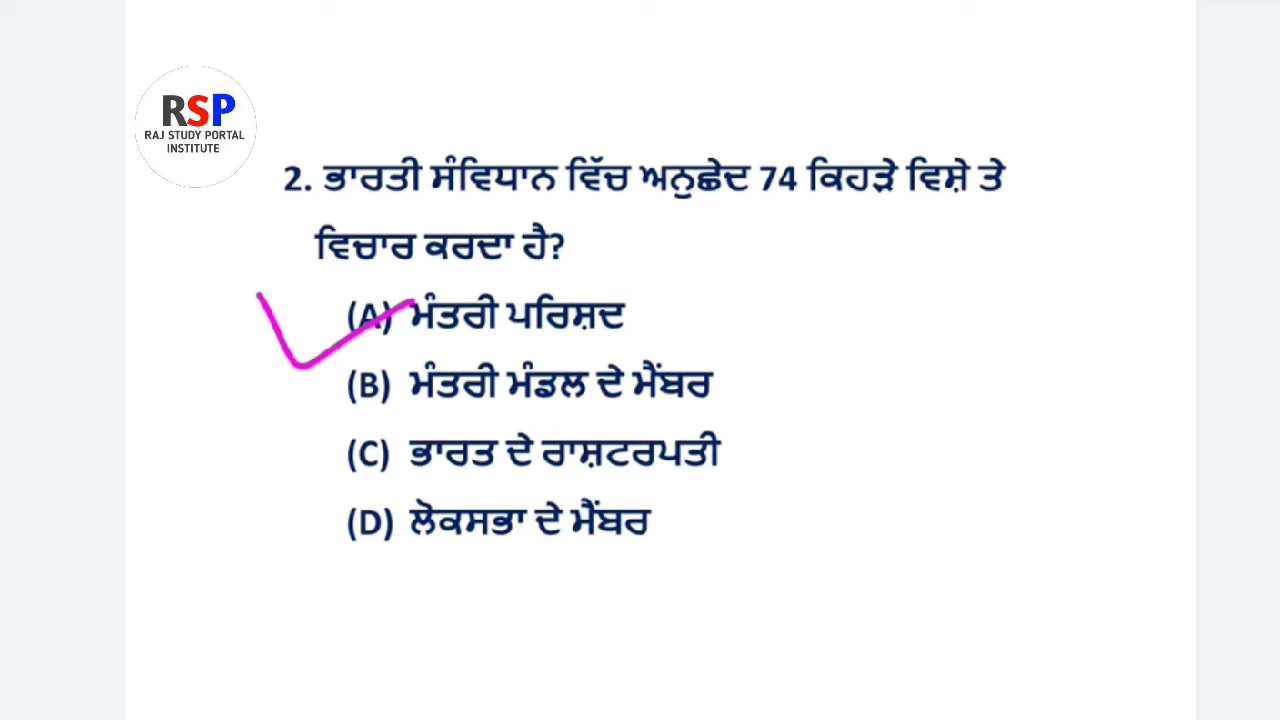 RSP
RAJ STUDY PORTAL
INSTITUTE
2. ਭਾਰਤੀ ਸੰਵਿਧਾਨ ਵਿੱਚ ਅਨੁਛੇਦ 74 ਕਿਹੜੇ ਵਿਸ਼ੇ ਤੇ
ਵਿਚਾਰ ਕਰਦਾ ਹੈ?
(A) ਮੰਤਰੀ ਪਰਿਸ਼ਦ
(B) ਮੰਤਰੀ ਮੰਡਲ ਦੇ ਮੈਂਬਰ
(C) ਭਾਰਤ ਦੇ ਰਾਸ਼ਟਰਪਤੀ
(D) ਲੋਕਸਭਾ ਦੇ ਮੈਂਬਰ